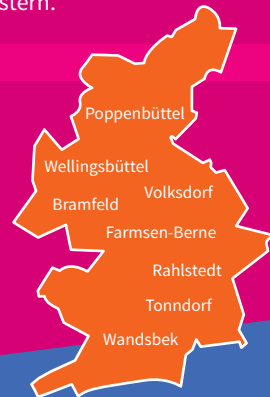 stern.
Poppenbüttel
Wellingsbüttel
Volksdorf
Bramfeld
Farmsen-Berne
Rahlstedt
Tonndorf
Wandsbek